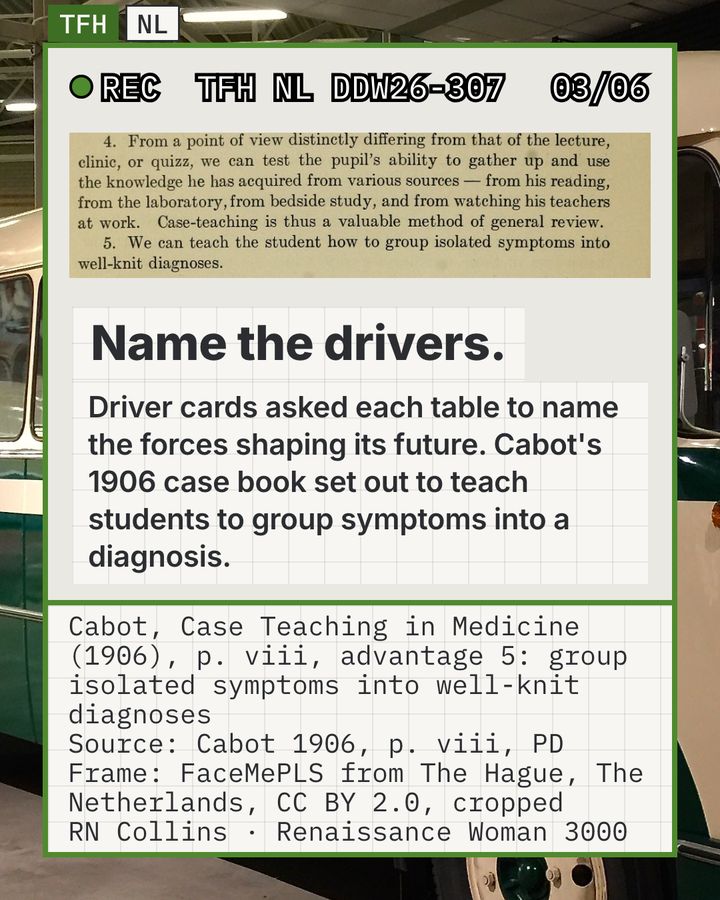 TFH NL
REC TFH NL DDW26-307 03/06
4. From a point of view distinctly differing from that of the lecture,
clinic, or quizz, we can test the pupil's ability to gather up and use
the knowledge he has acquired from various sources — from his reading,
from the laboratory, from bedside study, and from watching his teachers
at work. Case-teaching is thus a valuable method of general review.
5. We can teach the student how to group isolated symptoms into
well-knit diagnoses.
Name the drivers.
Driver cards asked each table to name
the forces shaping its future. Cabot's
1906 case book set out to teach
students to group symptoms into a
diagnosis.
Cabot, Case Teaching in Medicine
(1906), p. viii, advantage 5: group
isolated symptoms into well-knit
diagnoses
Source: Cabot 1906, p. viii, PD
Frame: FaceMePLS from The Hague, The
Netherlands, CC BY 2.0, cropped
RN Collins · Renaissance Woman 3000